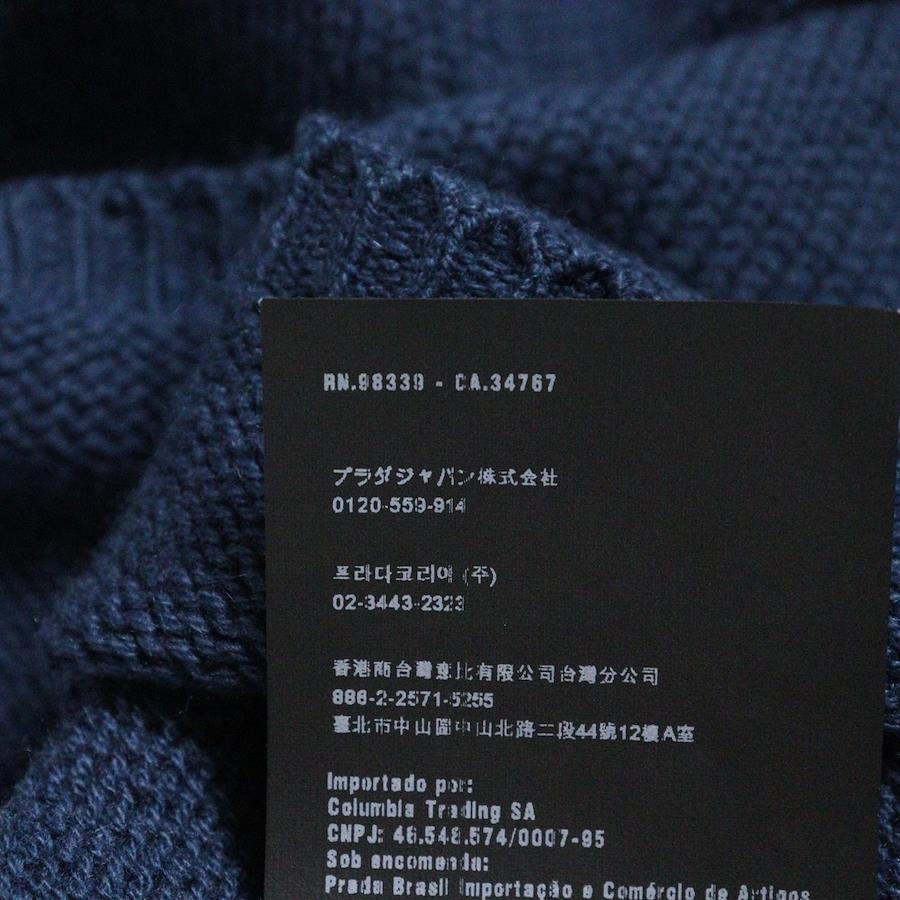 RN.98339 - CA.34767
プラダジャパン株式会社
0120-559-914
프라다코리아 (주)
02-3443-2323
香港商台灣意比有限公司台灣分公司
886-2-2571-5255
臺北市中山區中山北路二段44號12樓A室
Importado por:
Columbia Trading SA
CNPJ: 46.548.574/0007-95
Sob encomenda:
Prada Brasil Importação e Comércio de Artigos